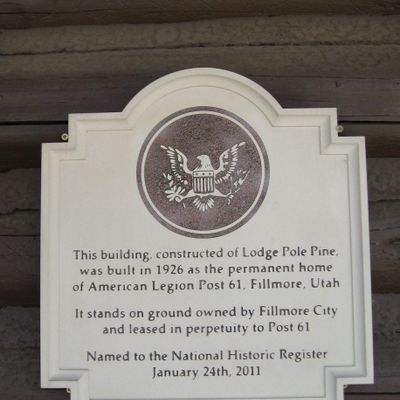 This building, constructed of Lodge Pole Pine,
was built in 1926 as the permanent home
of American Legion Post 61, Fillmore, Utah
It stands on ground owned by Fillmore City
and leased in perpetuity to Post 61
Named to the National Historic Register
January 24th, 2011